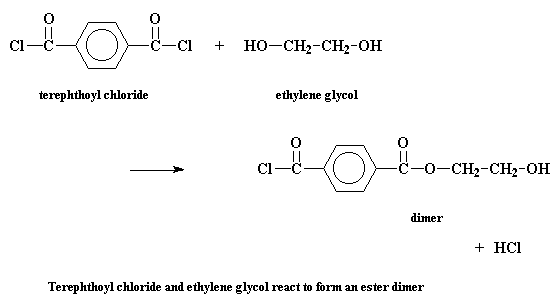 O O
Cl—C C—Cl + HO—CH2—CH2—OH
terephthoyl chloride ethylene glycol
O O
Cl—C C—O—CH2—CH2—OH
dimer
+ HCl
Terephthoyl chloride and ethylene glycol react to form an ester dimer